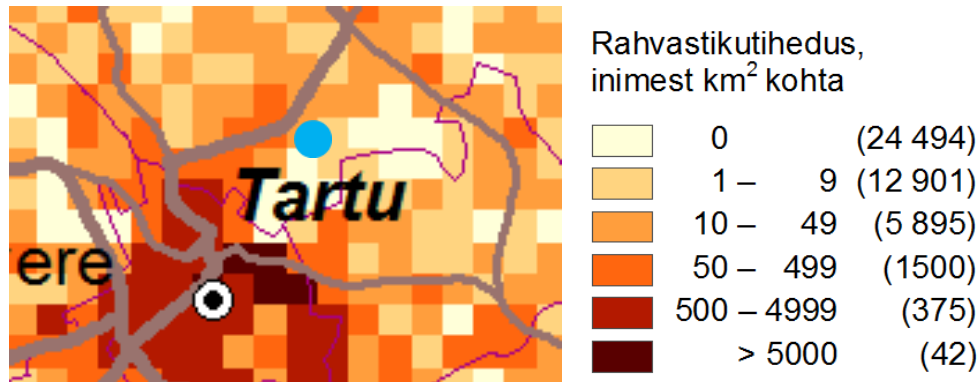 Tartu
ere
Rahvastikutihedus,
inimest km² kohta
0 (24 494)
1 – 9 (12 901)
10 – 49 (5 895)
50 – 499 (1500)
500 – 4999 (375)
> 5000 (42)